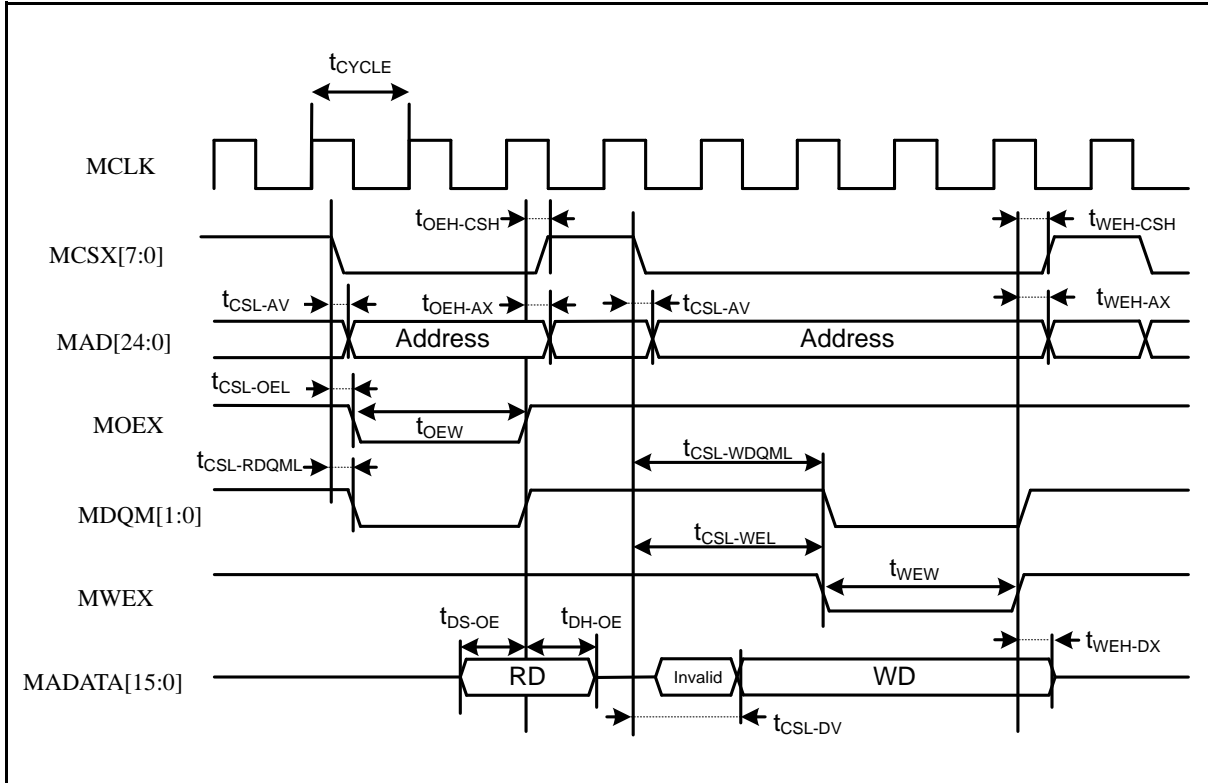 tCYCLE
MCLK
tOEH-CSH
tWEH-CSH
MCSX[7:0]
tCSL-AV
tOEH-AX
tCSL-AV
tWEH-AX
MAD[24:0]
Address
Address
tCSL-OEL
MOEX
tOEW
tCSL-RDQML
tCSL-WDQML
MDQM[1:0]
tCSL-WEL
tWEW
MWEX
tDS-OE
tDH-OE
tWEH-DX
MADATA[15:0]
RD
Invalid
WD
tCSL-DV